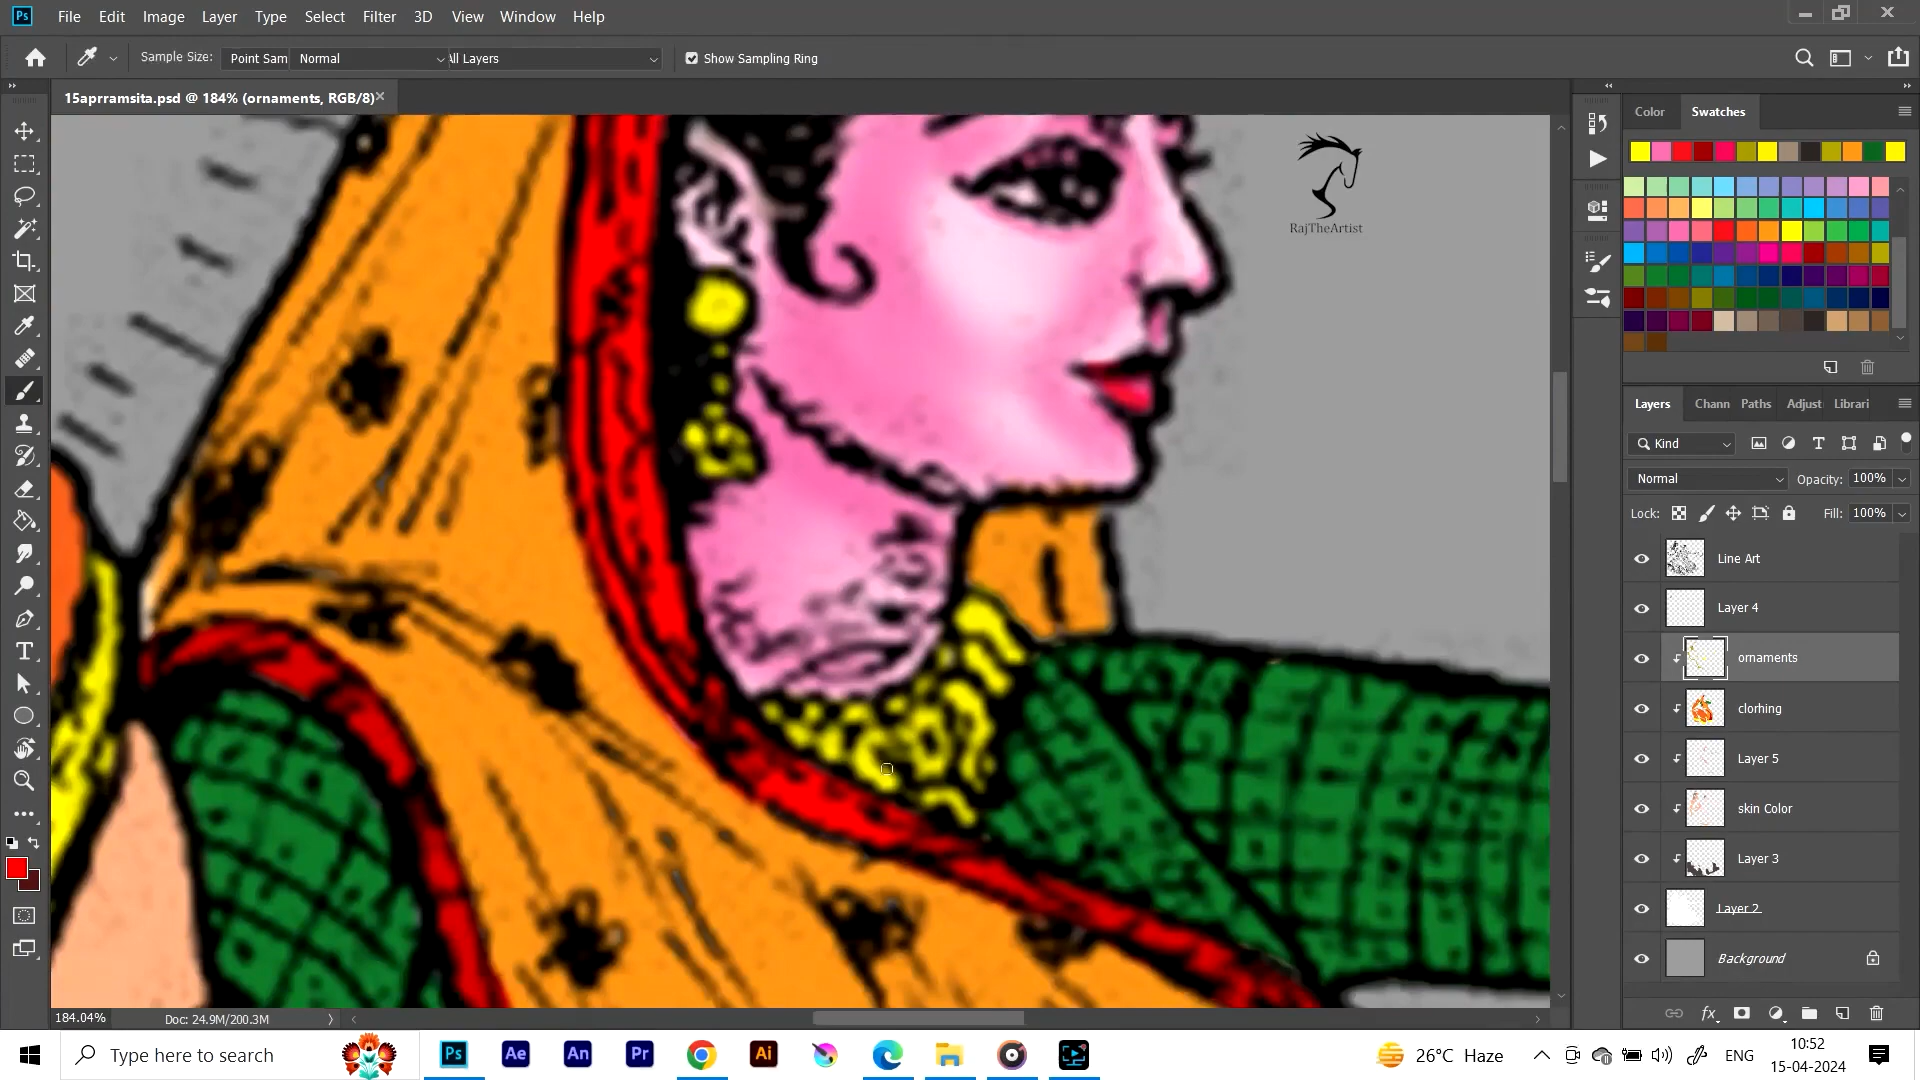 Ps File Edit Image Layer Type Select Filter 3D View Window Help
Sample Size: Point Sam Normal All Layers Show Sampling Ring
15aprramsita.psd @ 184% (ornaments, RGB/8)
Color Swatches
RajTheArtist
Layers Chann Paths Adjust Librari
Kind
Normal Opacity: 100%
Lock: Fill: 100%
Line Art
Layer 4
ornaments
clorhing
Layer 5
skin Color
Layer 3
Layer 2
Background
184.04% Doc: 24.9M/200.3M
Type here to search Ps Ae An Pr Ai 26°C Haze ENG 10:52
15-04-2024